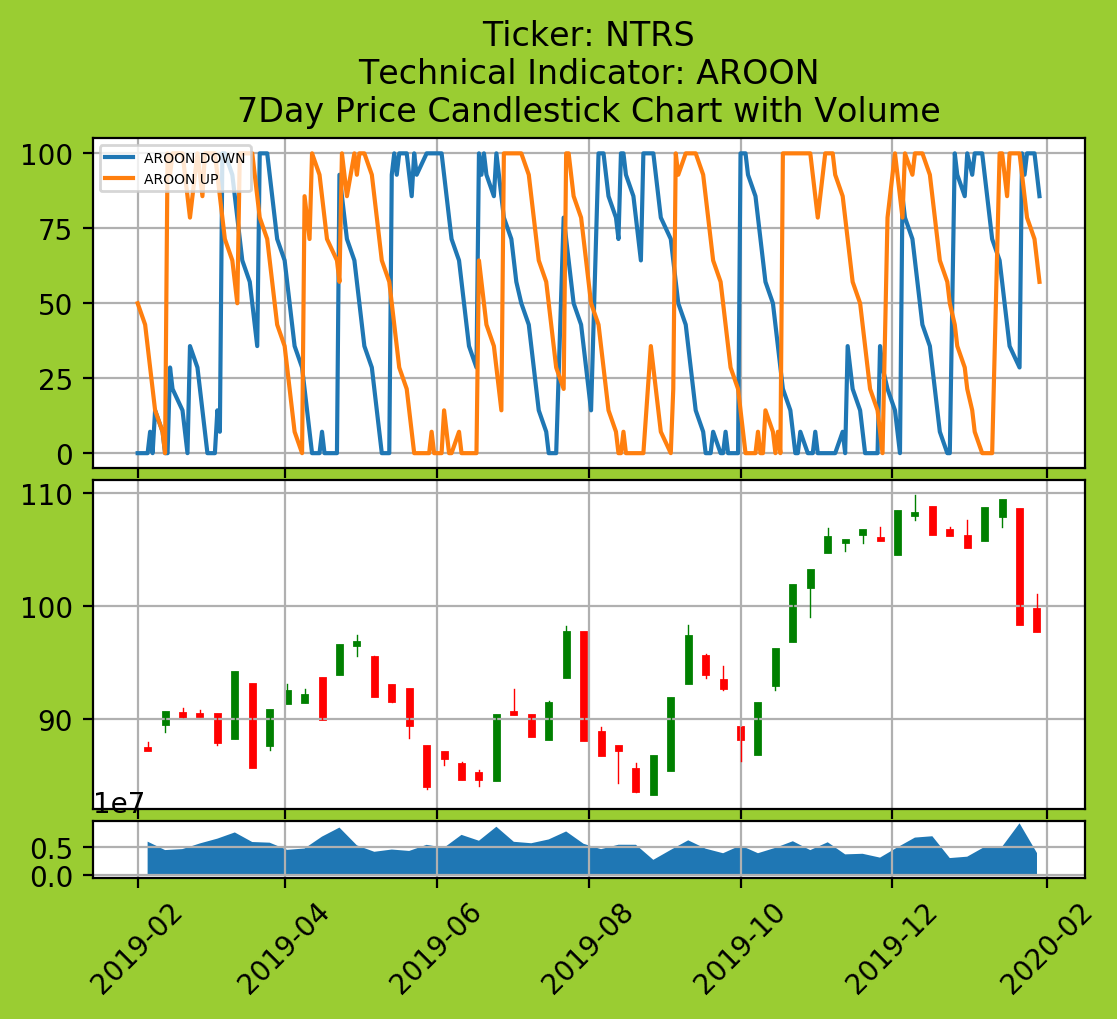 Ticker: NTRS
Technical Indicator: AROON
7Day Price Candlestick Chart with Volume
100
75
50
25
0
AROON DOWN
AROON UP
110
100
90
1e7
0.5
0.0
2019-02
2019-04
2019-06
2019-08
2019-10
2019-12
2020-02